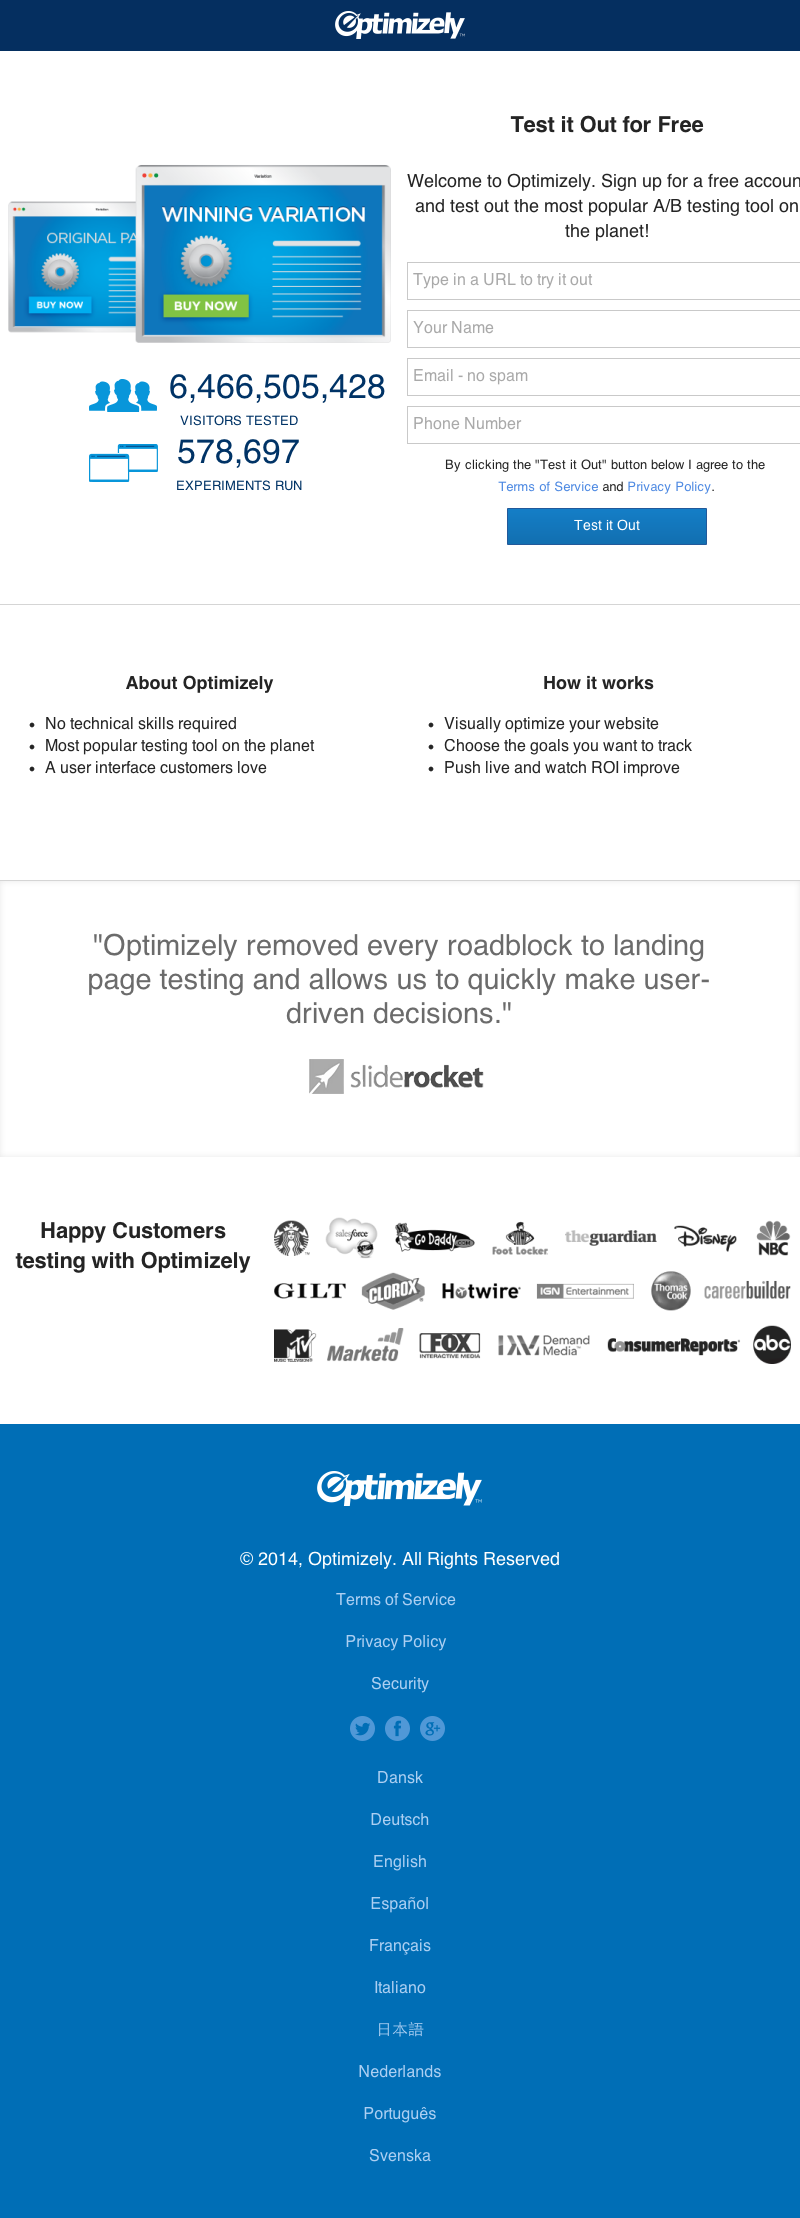 Optimizely™
Test it Out for Free
Welcome to Optimizely. Sign up for a free accoun
and test out the most popular A/B testing tool on
the planet!
Variation
WINNING VARIATION
BUY NOW
ORIGINAL PA
BUY NOW
6,466,505,428
VISITORS TESTED
578,697
EXPERIMENTS RUN
Type in a URL to try it out
Your Name
Email - no spam
Phone Number
By clicking the "Test it Out" button below I agree to the
Terms of Service and Privacy Policy.
Test it Out
About Optimizely
• No technical skills required
• Most popular testing tool on the planet
• A user interface customers love
How it works
• Visually optimize your website
• Choose the goals you want to track
• Push live and watch ROI improve
"Optimizely removed every roadblock to landing
page testing and allows us to quickly make user-
driven decisions."
sliderocket
Happy Customers
testing with Optimizely
salesforce Go Daddy.COM Foot Locker theguardian Disney NBC
GILT CLOROX Hotwire IGN Entertainment Thomas Cook careerbuilder
MTV MUSIC TELEVISION Marketo FOX INTERACTIVE MEDIA Demand Media™ ConsumerReports abc
Optimizely™
© 2014, Optimizely. All Rights Reserved
Terms of Service
Privacy Policy
Security
Dansk
Deutsch
English
Español
Français
Italiano
日本語
Nederlands
Português
Svenska